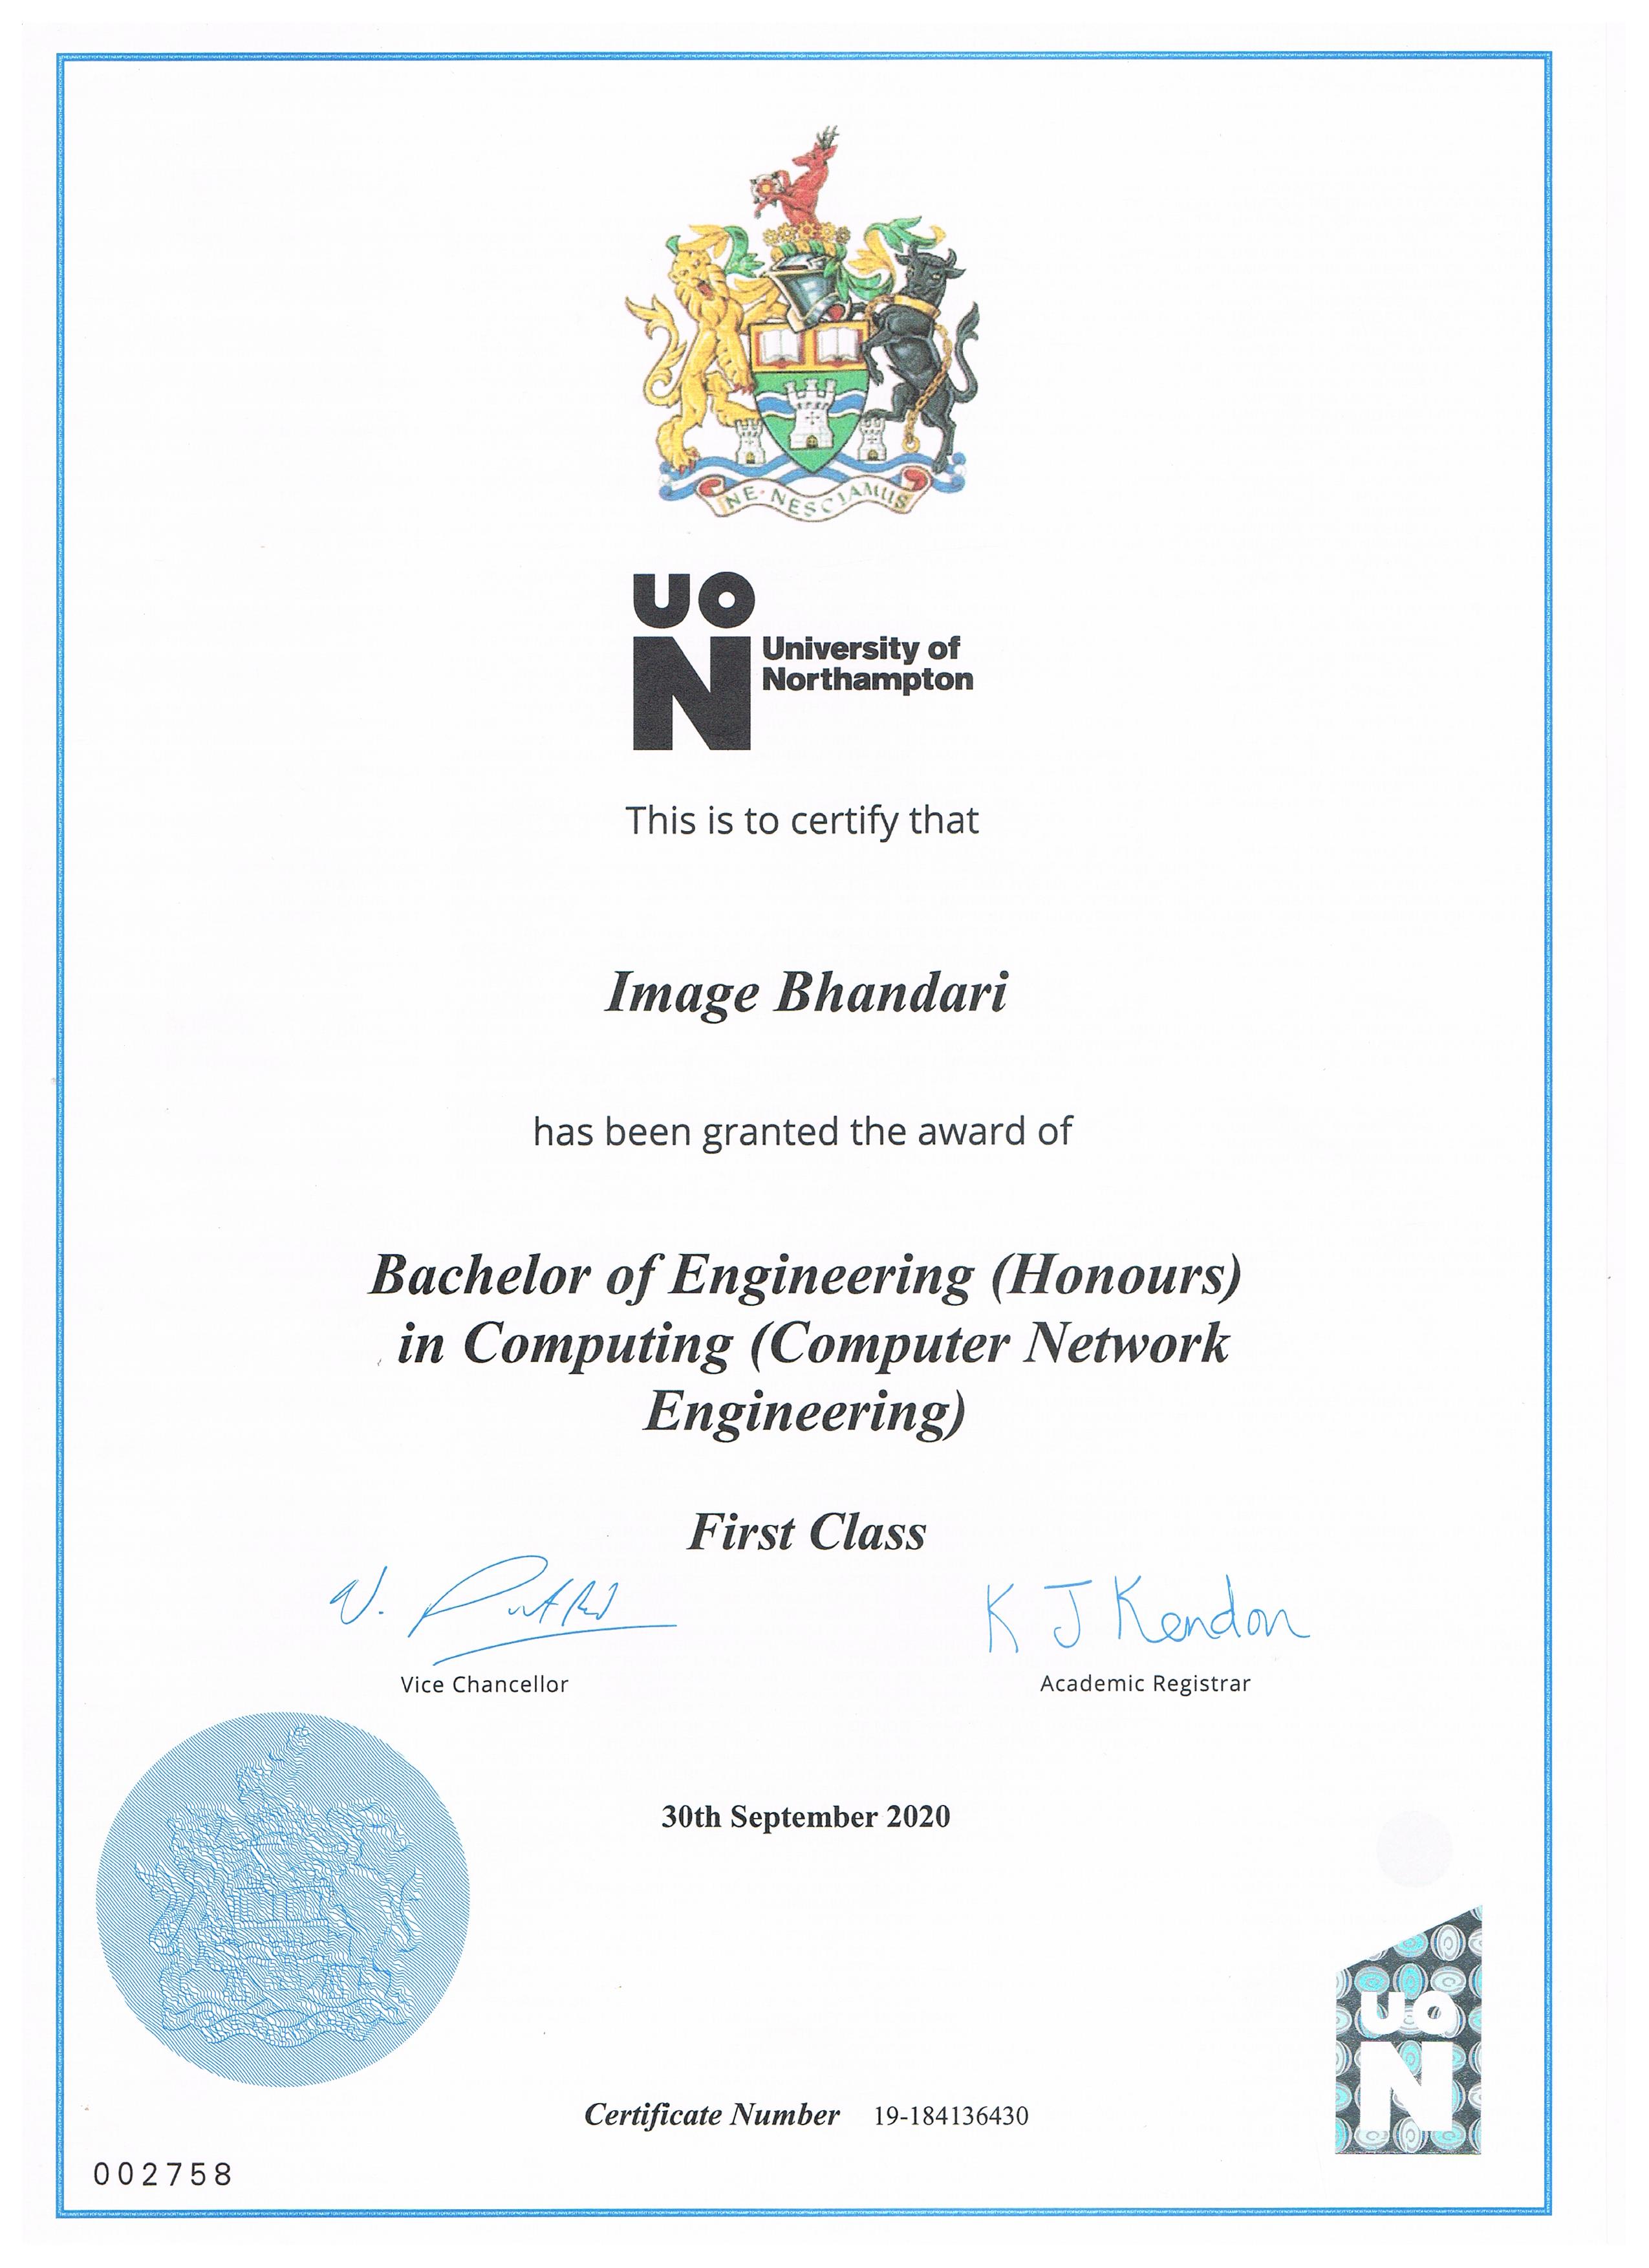 NE·NESCIAMUS
UON
University of
Northampton
This is to certify that
Image Bhandari
has been granted the award of
Bachelor of Engineering (Honours)
in Computing (Computer Network
Engineering)
First Class
K J Kendon
Vice Chancellor
Academic Registrar
30th September 2020
UON
Certificate Number 19-184136430
002758